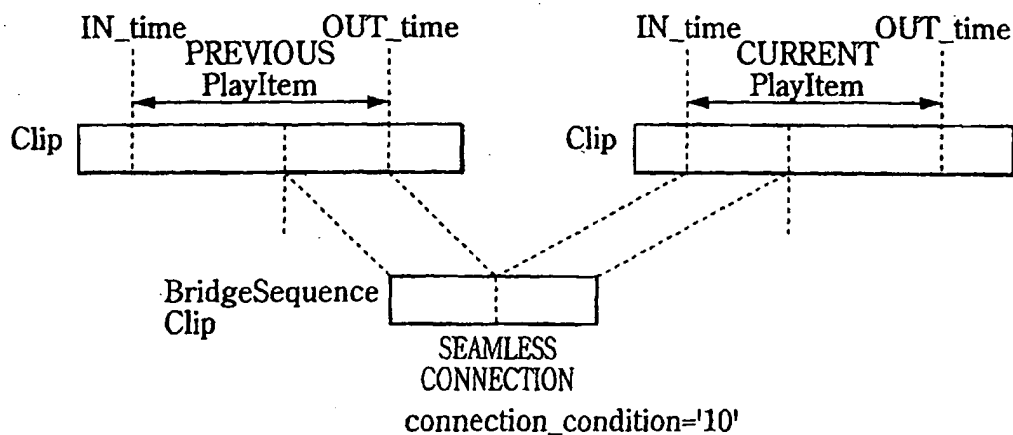 IN_time
OUT_time
PREVIOUS
PlayItem
Clip
IN_time
OUT_time
CURRENT
PlayItem
Clip
BridgeSequence
Clip
SEAMLESS
CONNECTION
connection_condition='10'